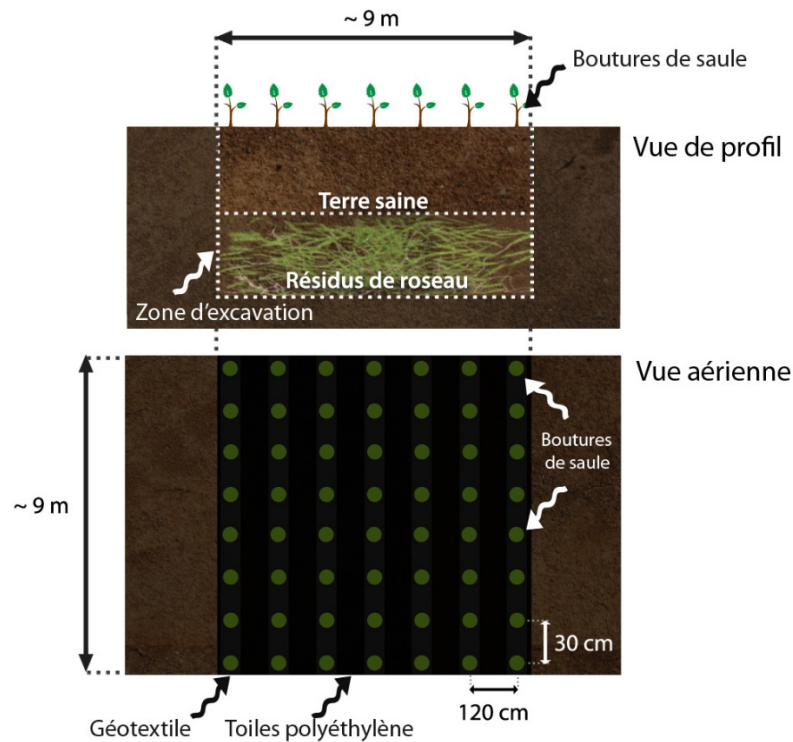 ~ 9 m
Boutures de saule
Vue de profil
Terre saine
Résidus de roseau
Zone d'excavation
Vue aérienne
Boutures
de saule
~ 9 m
30 cm
120 cm
Géotextile
Toiles polyéthylène